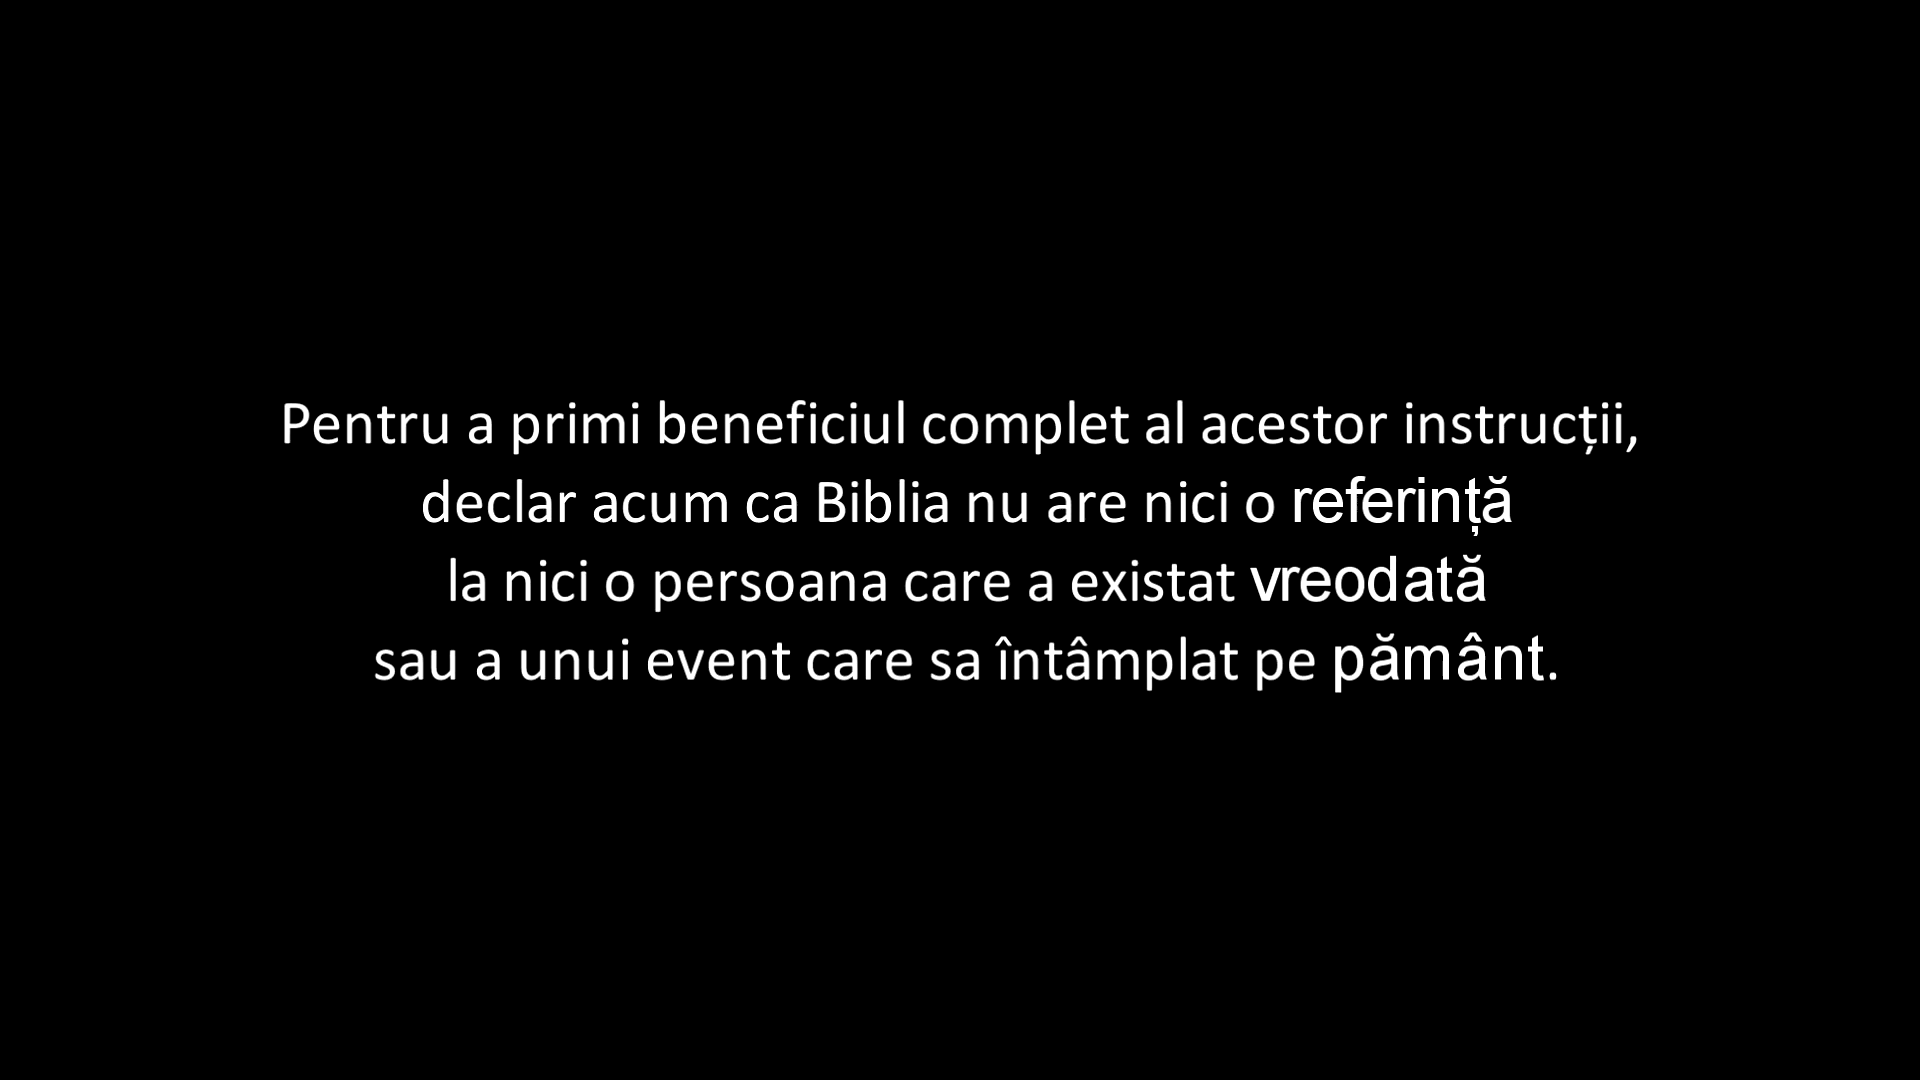 Pentru a primi beneficiul complet al acestor instrucții,
declar acum ca Biblia nu are nici o referință
la nici o persoana care a existat vreodată
sau a unui event care sa întâmplat pe pământ.